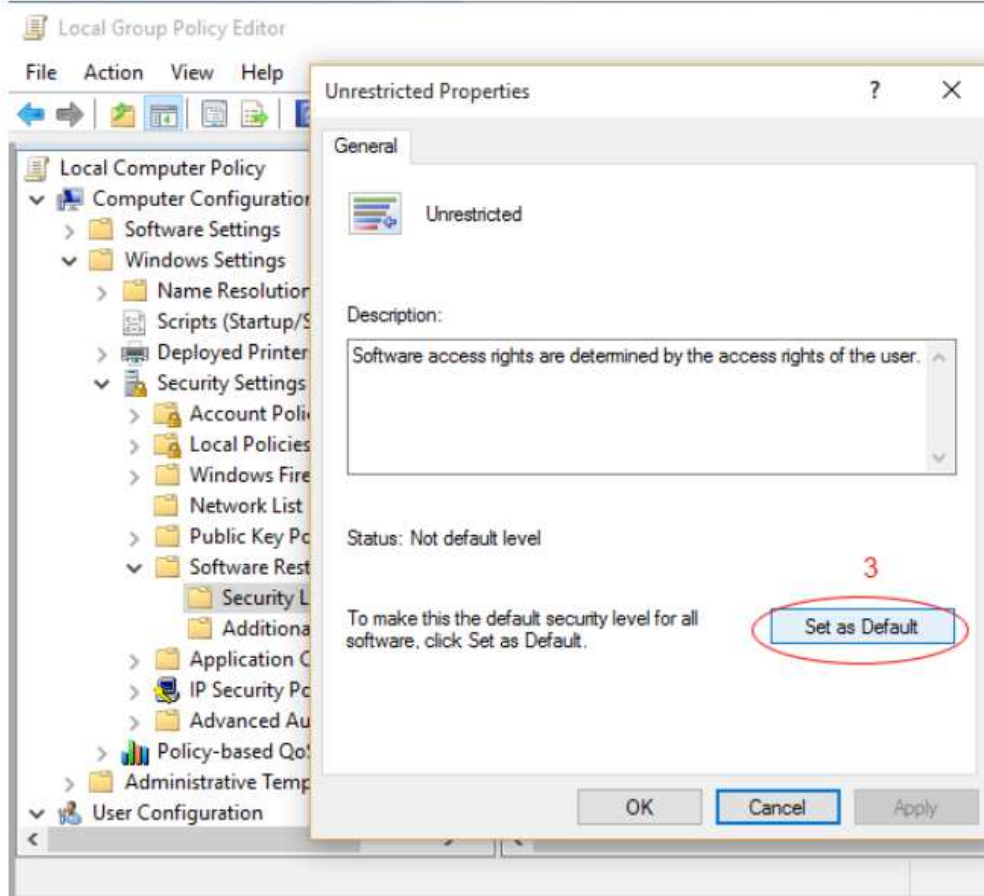 Local Group Policy Editor
File Action View Help
Unrestricted Properties
?
General
Unrestricted
Description:
Software access rights are determined by the access rights of the user.
Status: Not default level
3
To make this the default security level for all
software, click Set as Default.
Set as Default
OK Cancel Apply
Local Computer Policy
Computer Configuration
Software Settings
Windows Settings
Name Resolution
Scripts (Startup/S
Deployed Printer
Security Settings
Account Poli
Local Policies
Windows Fire
Network List
Public Key Po
Software Rest
Security L
Additiona
Application C
IP Security Po
Advanced Au
Policy-based QoS
Administrative Temp
User Configuration